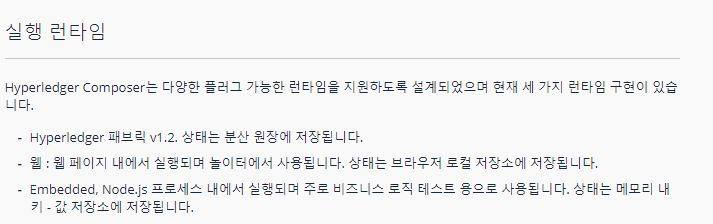 실행 런타임
Hyperledger Composer는 다양한 플러그 가능한 런타임을 지원하도록 설계되었으며 현재 세 가지 런타임 구현이 있습
니다.
- Hyperledger 패브릭 v1.2. 상태는 분산 원장에 저장됩니다.
- 웹 : 웹 페이지 내에서 실행되며 놀이터에서 사용됩니다. 상태는 브라우저 로컬 저장소에 저장됩니다.
- Embedded, Node.js 프로세스 내에서 실행되며 주로 비즈니스 로직 테스트 용으로 사용됩니다. 상태는 메모리 내
키 - 값 저장소에 저장됩니다.